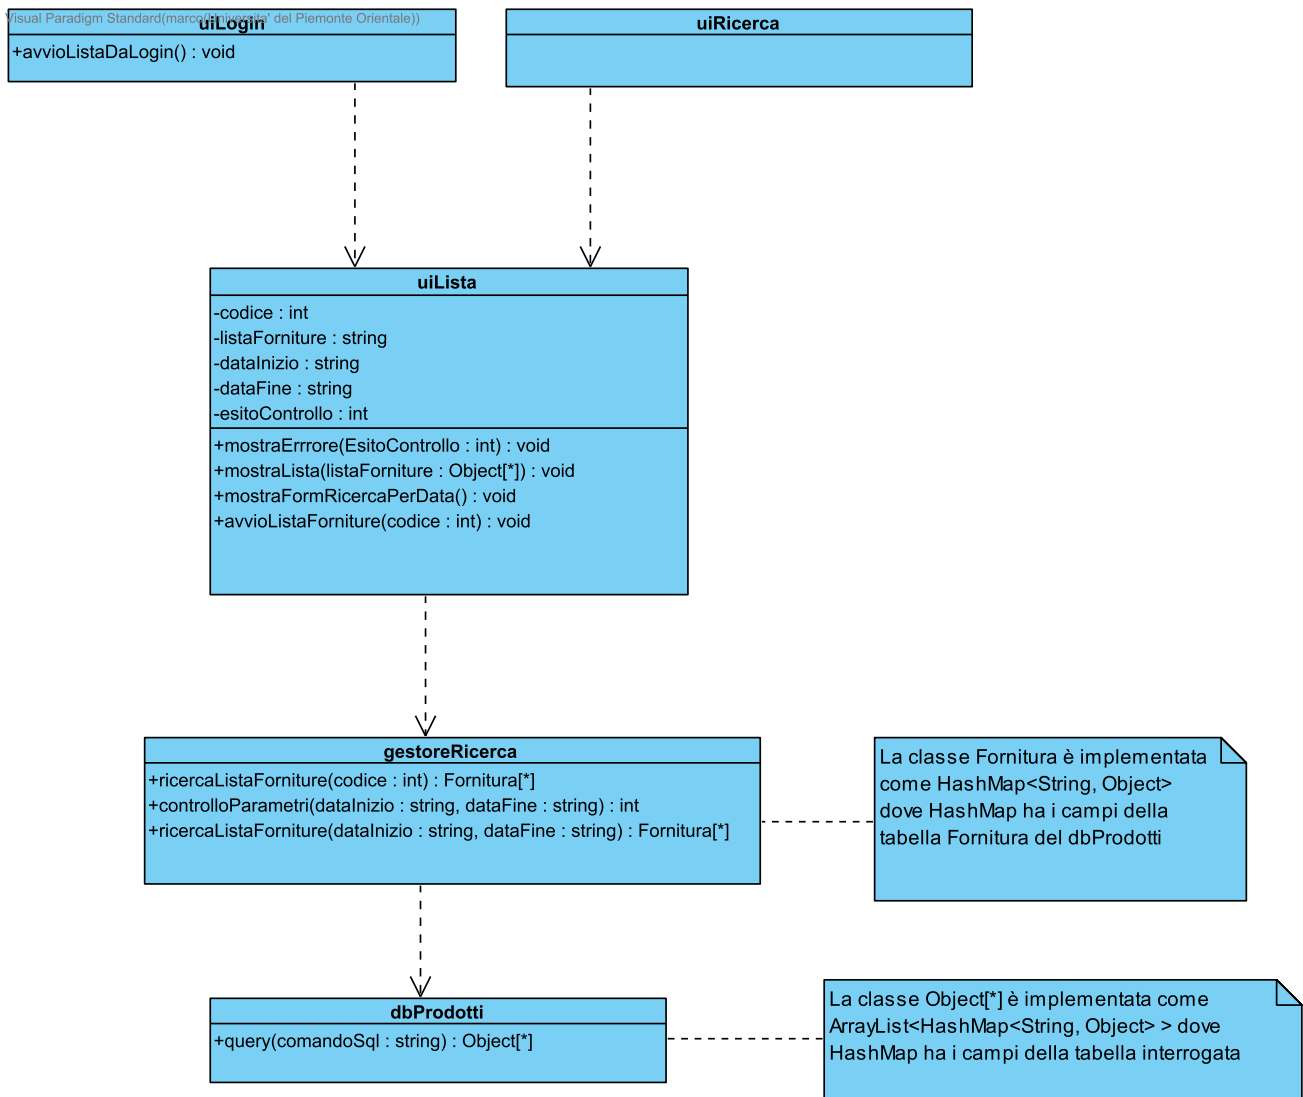 Visual Paradigm Standard(marco(Universita' del Piemonte Orientale))
uiLogin
+avvioListaDaLogin() : void
uiRicerca
uiLista
-codice : int
-listaForniture : string
-dataInizio : string
-dataFine : string
-esitoControllo : int
+mostraErrrore(EsitoControllo : int) : void
+mostraLista(listaForniture : Object[*]) : void
+mostraFormRicercaPerData() : void
+avvioListaForniture(codice : int) : void
gestoreRicerca
+ricercaListaForniture(codice : int) : Fornitura[*]
+controlloParametri(dataInizio : string, dataFine : string) : int
+ricercaListaForniture(dataInizio : string, dataFine : string) : Fornitura[*]
La classe Fornitura è implementata
come HashMap<String, Object>
dove HashMap ha i campi della
tabella Fornitura del dbProdotti
dbProdotti
+query(comandoSql : string) : Object[*]
La classe Object[*] è implementata come
ArrayList<HashMap<String, Object> > dove
HashMap ha i campi della tabella interrogata